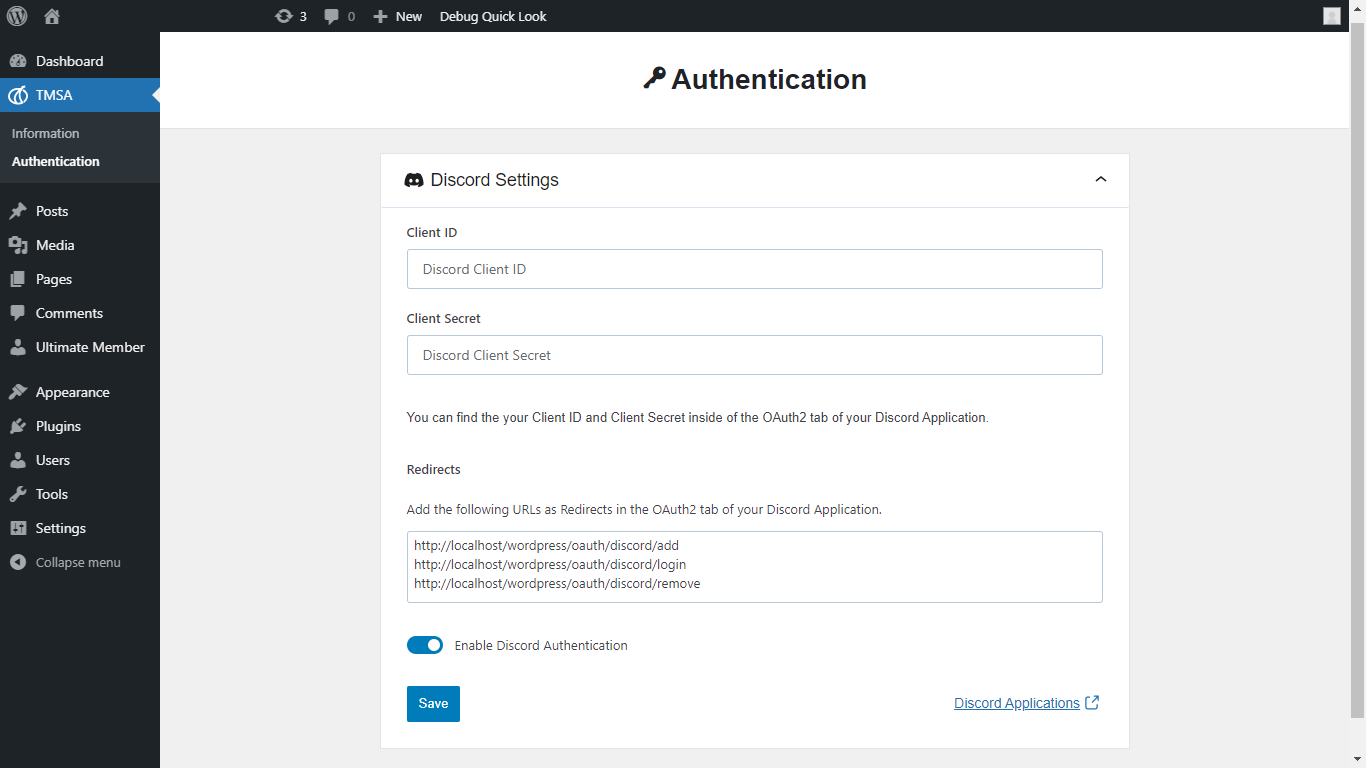 3
0
New
Debug Quick Look
Dashboard
TMSA
Information
Authentication
Posts
Media
Pages
Comments
Ultimate Member
Appearance
Plugins
Users
Tools
Settings
Collapse menu
Authentication
Discord Settings
Client ID
Discord Client ID
Client Secret
Discord Client Secret
You can find the your Client ID and Client Secret inside of the OAuth2 tab of your Discord Application.
Redirects
Add the following URLs as Redirects in the OAuth2 tab of your Discord Application.
http://localhost/wordpress/oauth/discord/add
http://localhost/wordpress/oauth/discord/login
http://localhost/wordpress/oauth/discord/remove
Enable Discord Authentication
Save
Discord Applications